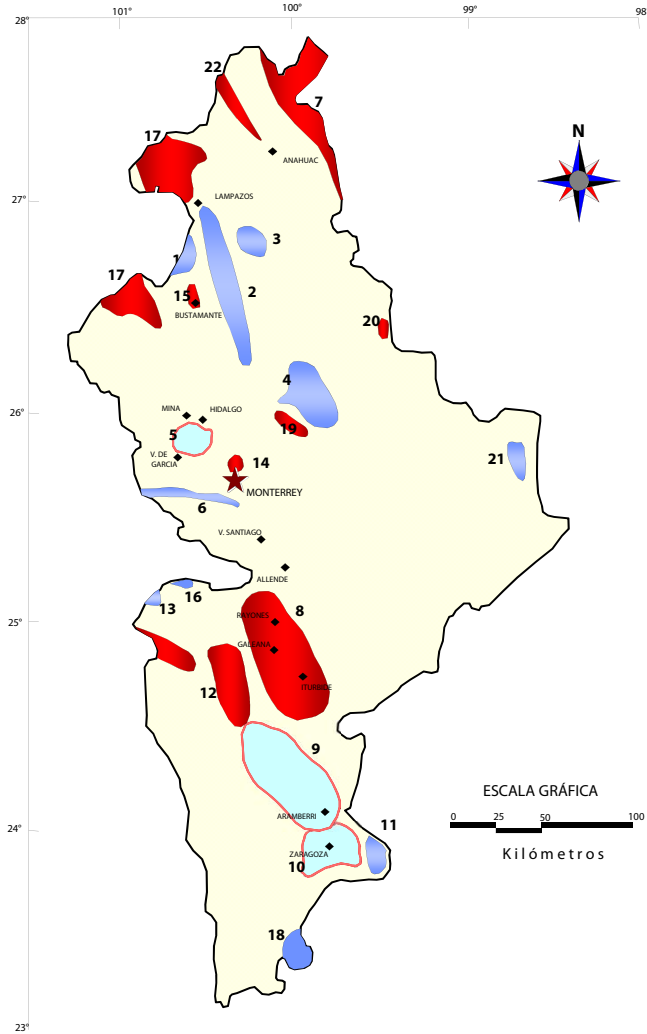 101°
100°
99°
98
28°
22
7
N
17
ANAHUAC
LAMPAZOS
27°
3
1
17
15
2
BUSTAMANTE
20
4
MINA
HIDALGO
26°
5
19
V. DE
GARCIA
14
21
MONTERREY
6
V. SANTIAGO
ALLENDE
16
13
8
RAYONES
25°
GALEANA
12
ITURBIDE
9
ESCALA GRÁFICA
0 25 50 100
Kilómetros
ARAMBERRI
24°
11
ZARAGOZA
10
18
23°